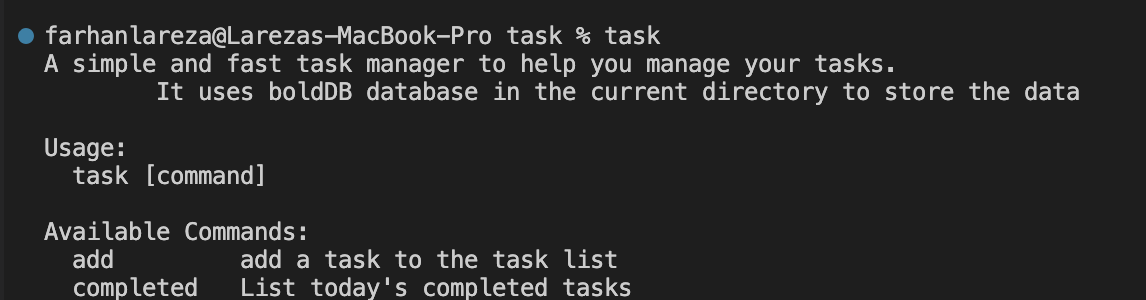 farhanlareza@Larezas-MacBook-Pro task % task
A simple and fast task manager to help you manage your tasks.
It uses boldDB database in the current directory to store the data
Usage:
task [command]
Available Commands:
add add a task to the task list
completed List today's completed tasks